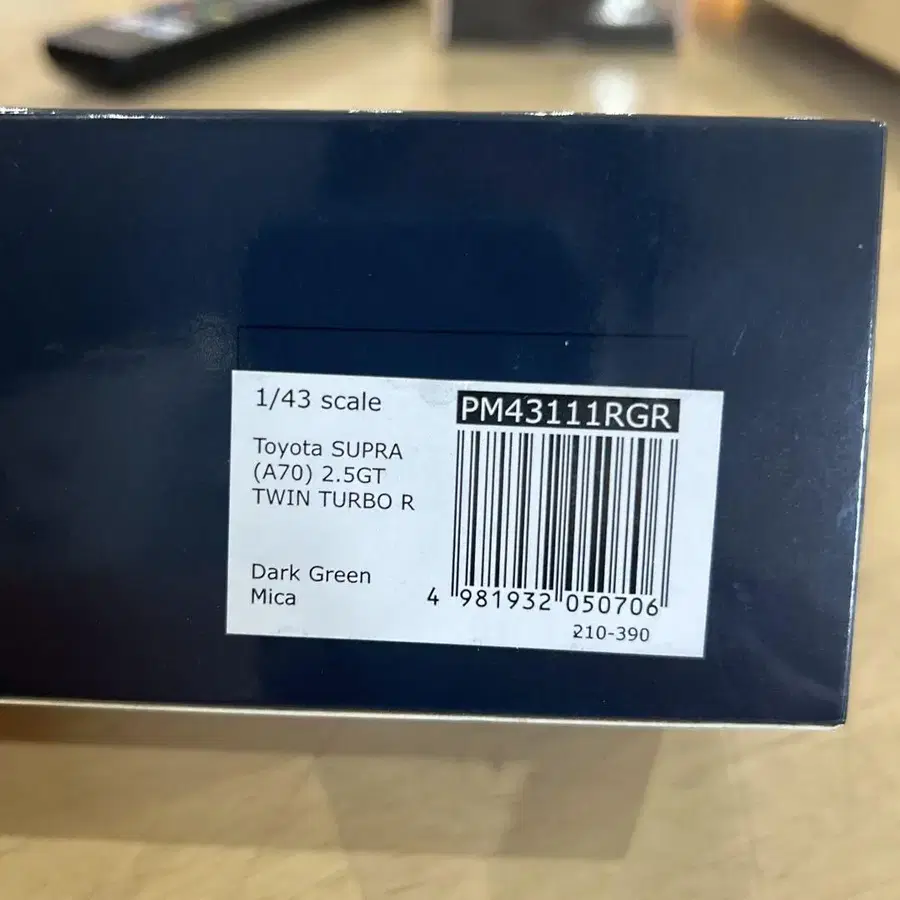 1/43 scale
PM43111RGR
Toyota SUPRA
(A70) 2.5GT
TWIN TURBO R
Dark Green
Mica
4 981932 050706
210-390